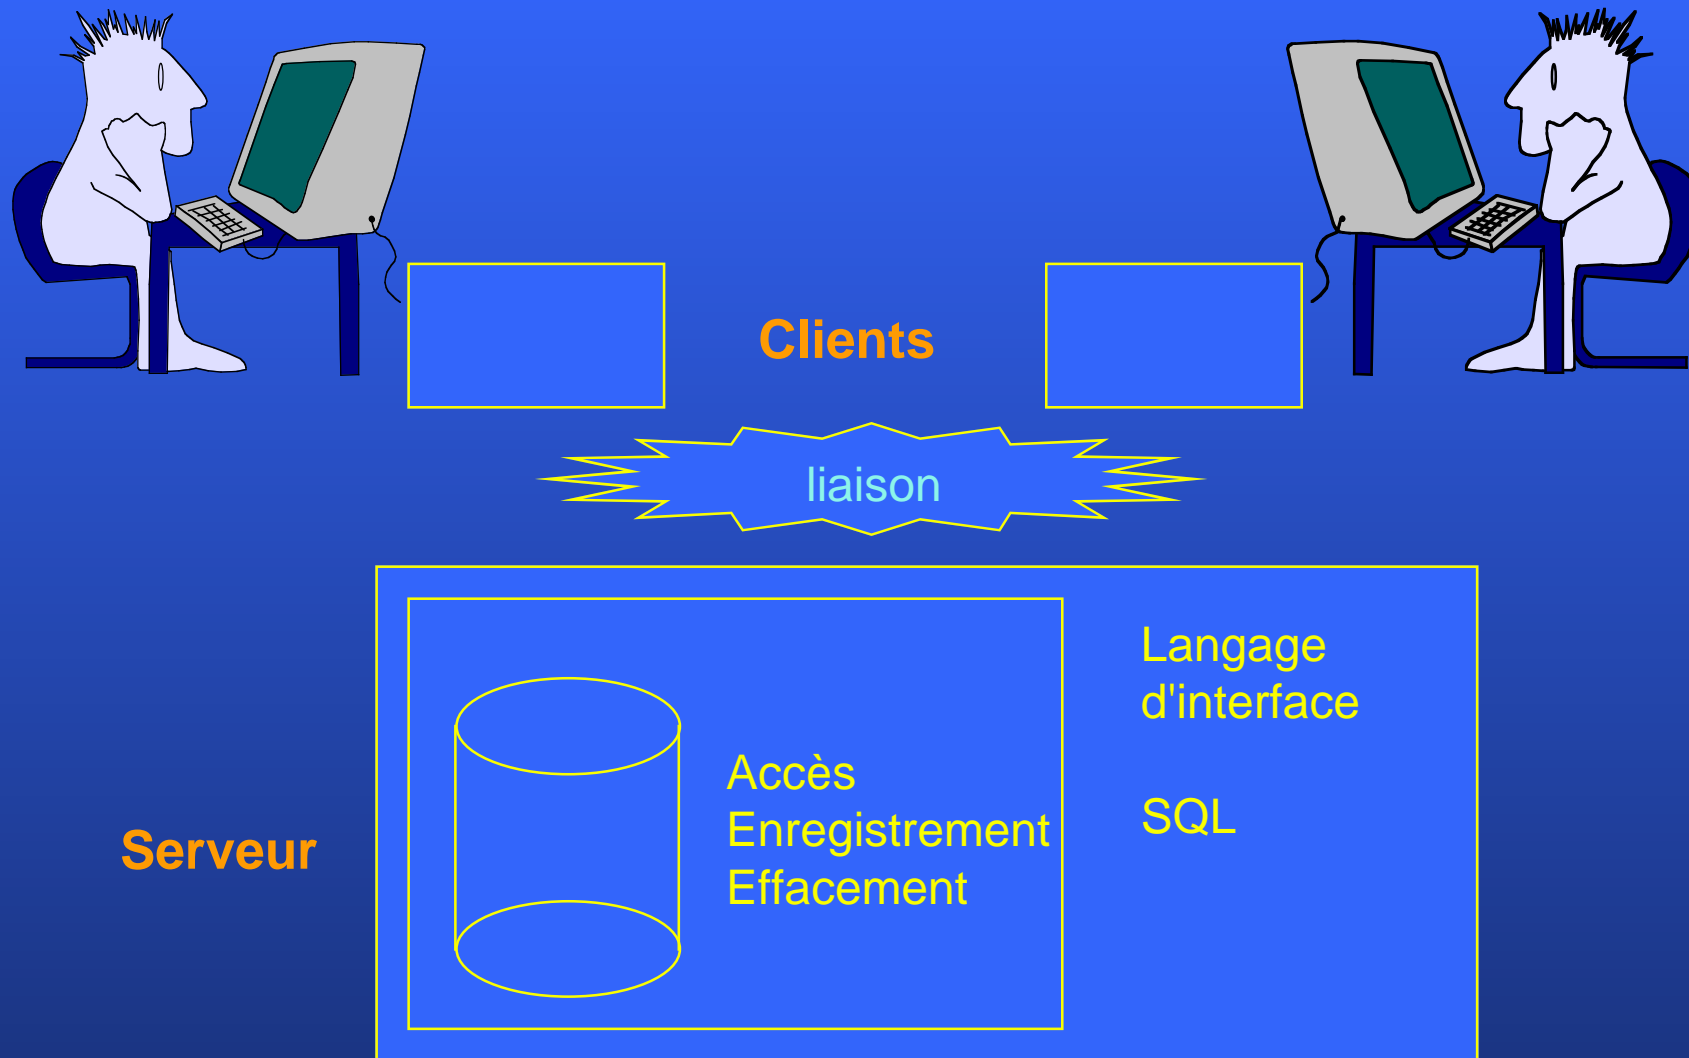 Clients
liaison
Langage
d'interface
SQL
Accès
Enregistrement
Effacement
Serveur